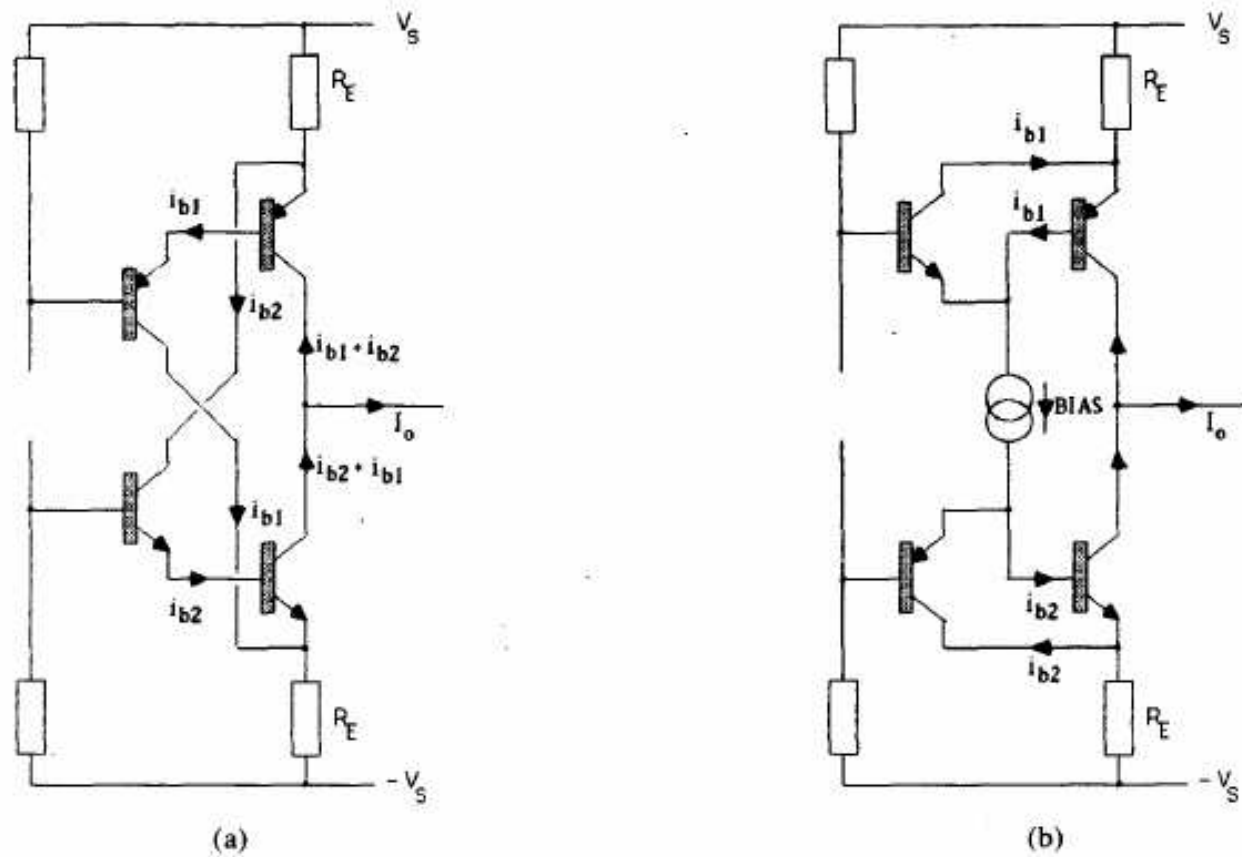 V_S
R_E
i_b1
i_b2
i_b1 + i_b2
I_o
i_b2 + i_b1
i_b1
i_b2
R_E
- V_S
(a)
V_S
R_E
i_b1
i_b1
BIAS
I_o
i_b2
i_b2
R_E
- V_S
(b)